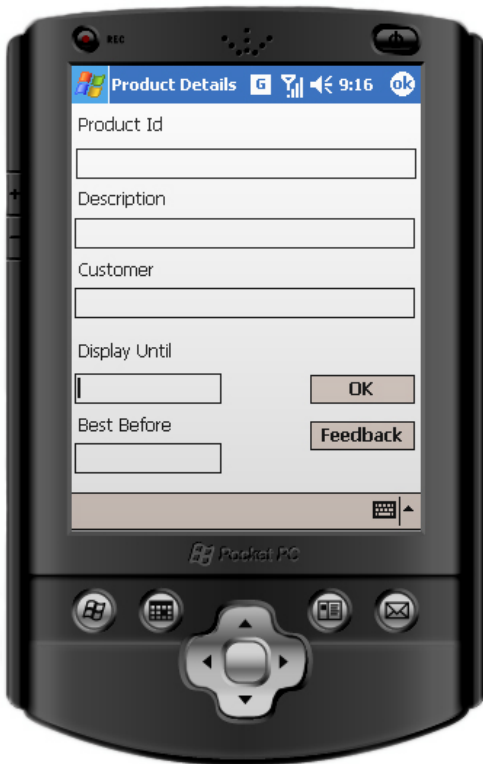 REC
Product Details G 9:16 ok
Product Id
Description
Customer
Display Until
OK
Best Before
Feedback
Pocket PC